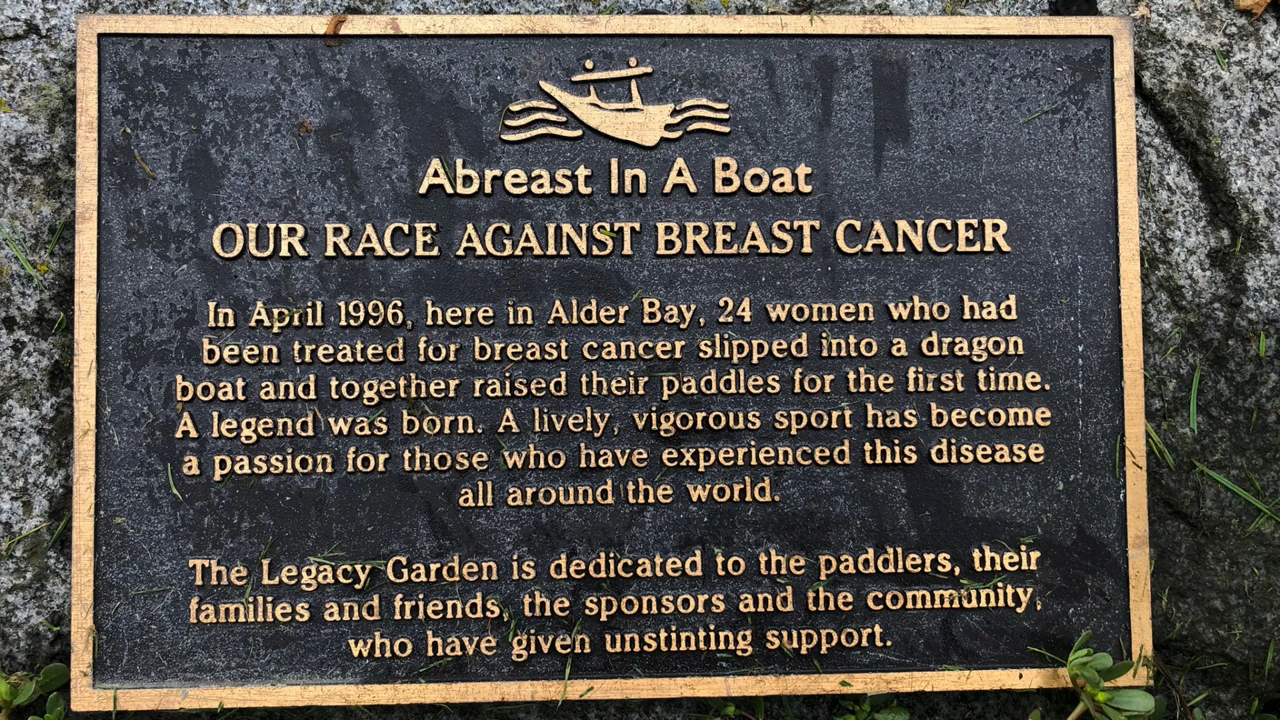 Abreast In A Boat
OUR RACE AGAINST BREAST CANCER
In April 1996, here in Alder Bay, 24 women who had
been treated for breast cancer slipped into a dragon
boat and together raised their paddles for the first time.
A legend was born. A lively, vigorous sport has become
a passion for those who have experienced this disease
all around the world.
The Legacy Garden is dedicated to the paddlers, their
families and friends, the sponsors and the community,
who have given unstinting support.